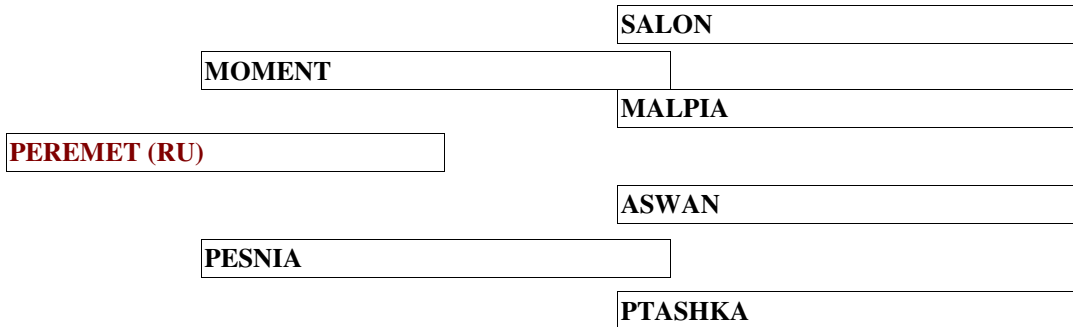 SALON
MOMENT
MALPIA
PEREMET (RU)
ASWAN
PESNIA
PTASHKA